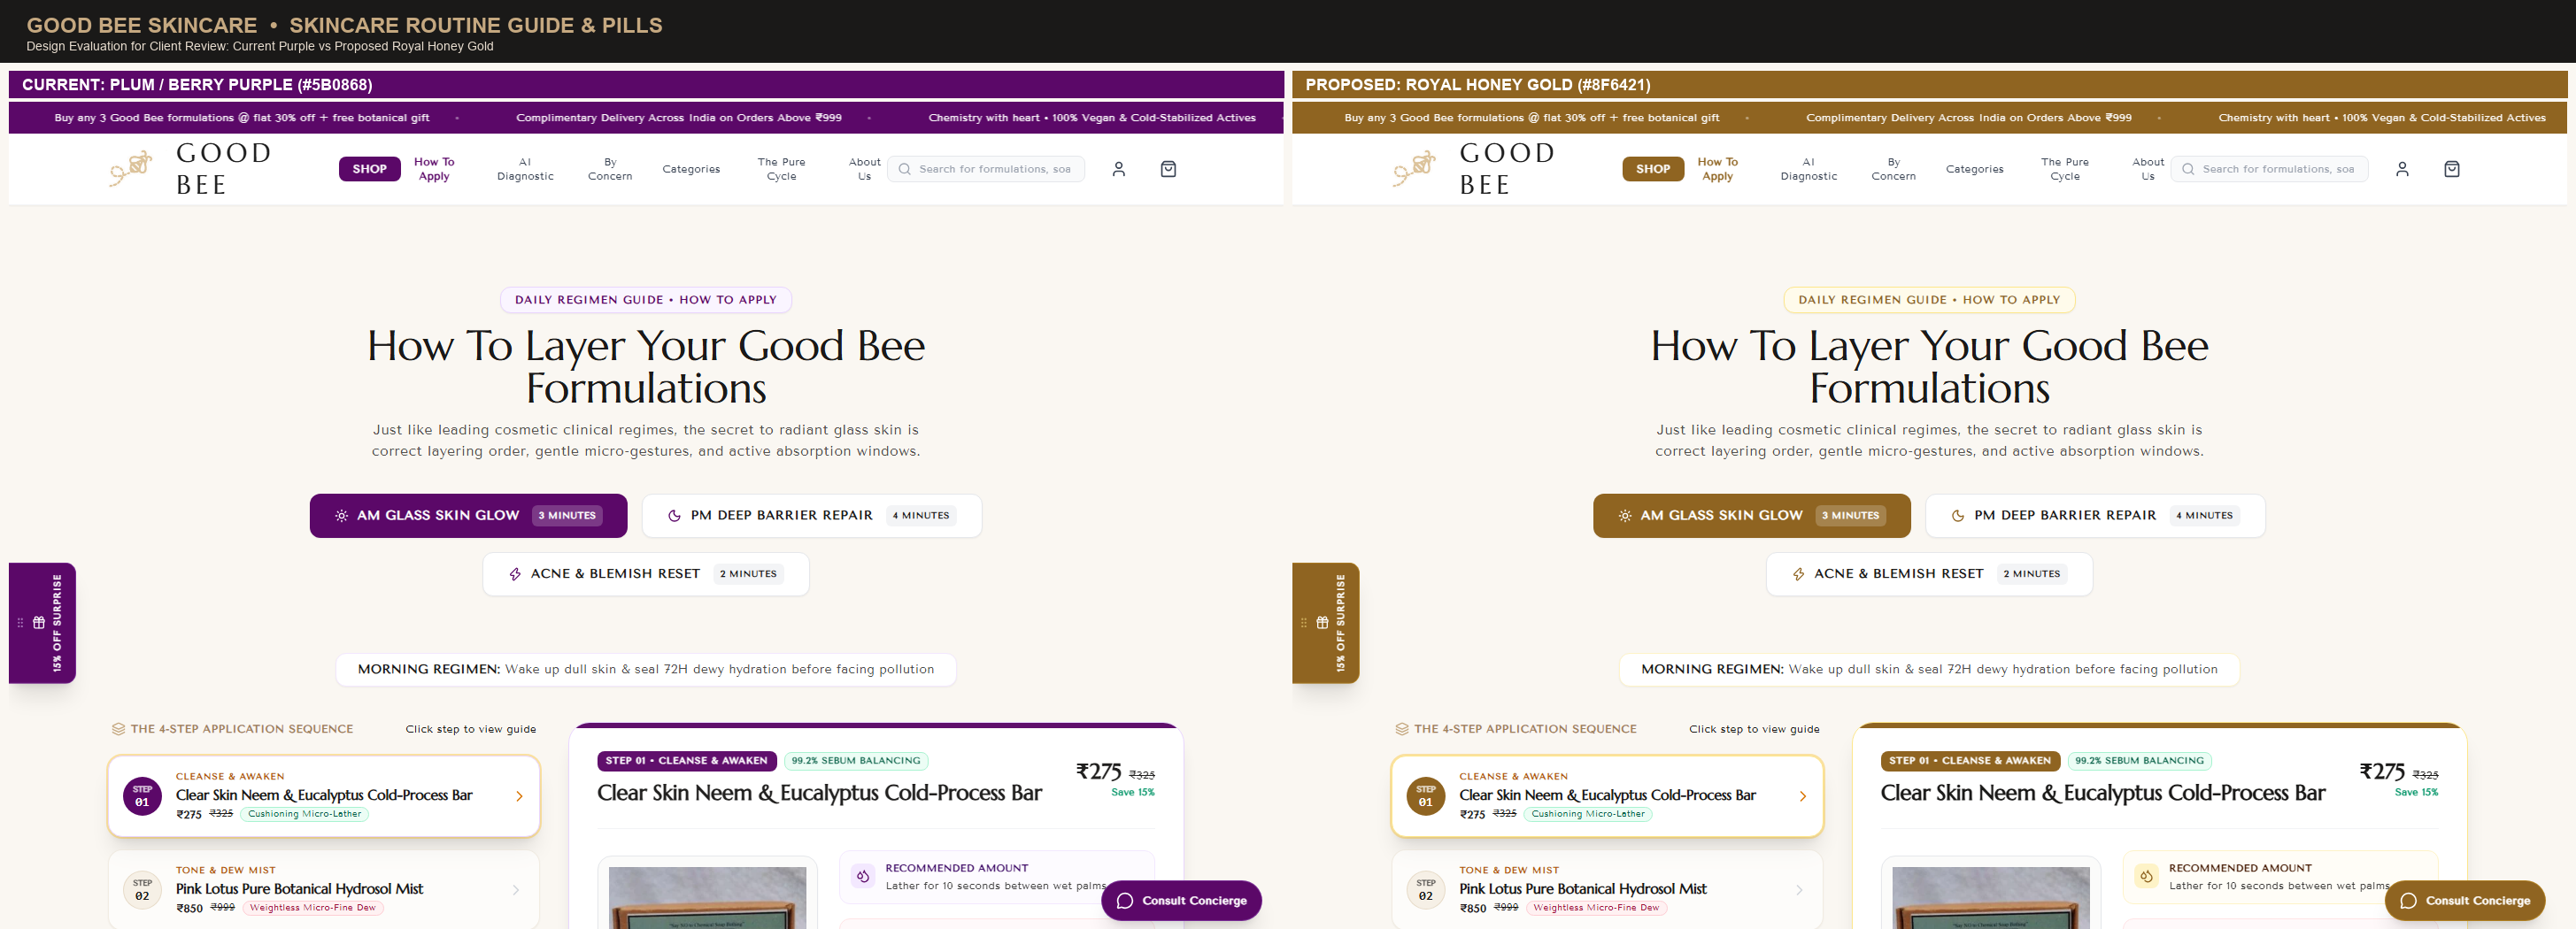 GOOD BEE SKINCARE • SKINCARE ROUTINE GUIDE & PILLS
Design Evaluation for Client Review: Current Purple vs Proposed Royal Honey Gold
CURRENT: PLUM / BERRY PURPLE (#5B0868)
Buy any 3 Good Bee formulations @ flat 30% off + free botanical gift • Complimentary Delivery Across India on Orders Above ₹999 • Chemistry with heart • 100% Vegan & Cold-Stabilized Actives
GOOD
BEE
SHOP
How To
Apply
AI
Diagnostic
By
Concern
Categories
The Pure
Cycle
About
Us
Search for formulations, soa
DAILY REGIMEN GUIDE • HOW TO APPLY
How To Layer Your Good Bee
Formulations
Just like leading cosmetic clinical regimes, the secret to radiant glass skin is
correct layering order, gentle micro-gestures, and active absorption windows.
AM GLASS SKIN GLOW 3 MINUTES
PM DEEP BARRIER REPAIR 4 MINUTES
ACNE & BLEMISH RESET 2 MINUTES
15% OFF SURPRISE
MORNING REGIMEN: Wake up dull skin & seal 72H dewy hydration before facing pollution
THE 4-STEP APPLICATION SEQUENCE
Click step to view guide
STEP
01
CLEANSE & AWAKEN
Clear Skin Neem & Eucalyptus Cold-Process Bar
₹275 ₹325 Cushioning Micro-Lather
STEP
02
TONE & DEW MIST
Pink Lotus Pure Botanical Hydrosol Mist
₹850 ₹999 Weightless Micro-Fine Dew
STEP 01 • CLEANSE & AWAKEN
99.2% SEBUM BALANCING
Clear Skin Neem & Eucalyptus Cold-Process Bar
₹275 ₹325
Save 15%
RECOMMENDED AMOUNT
Lather for 10 seconds between wet palms
Consult Concierge
PROPOSED: ROYAL HONEY GOLD (#8F6421)
Buy any 3 Good Bee formulations @ flat 30% off + free botanical gift • Complimentary Delivery Across India on Orders Above ₹999 • Chemistry with heart • 100% Vegan & Cold-Stabilized Actives
GOOD
BEE
SHOP
How To
Apply
AI
Diagnostic
By
Concern
Categories
The Pure
Cycle
About
Us
Search for formulations, soa
DAILY REGIMEN GUIDE • HOW TO APPLY
How To Layer Your Good Bee
Formulations
Just like leading cosmetic clinical regimes, the secret to radiant glass skin is
correct layering order, gentle micro-gestures, and active absorption windows.
AM GLASS SKIN GLOW 3 MINUTES
PM DEEP BARRIER REPAIR 4 MINUTES
ACNE & BLEMISH RESET 2 MINUTES
15% OFF SURPRISE
MORNING REGIMEN: Wake up dull skin & seal 72H dewy hydration before facing pollution
THE 4-STEP APPLICATION SEQUENCE
Click step to view guide
STEP
01
CLEANSE & AWAKEN
Clear Skin Neem & Eucalyptus Cold-Process Bar
₹275 ₹325 Cushioning Micro-Lather
STEP
02
TONE & DEW MIST
Pink Lotus Pure Botanical Hydrosol Mist
₹850 ₹999 Weightless Micro-Fine Dew
STEP 01 • CLEANSE & AWAKEN
99.2% SEBUM BALANCING
Clear Skin Neem & Eucalyptus Cold-Process Bar
₹275 ₹325
Save 15%
RECOMMENDED AMOUNT
Lather for 10 seconds between wet palms
Consult Concierge